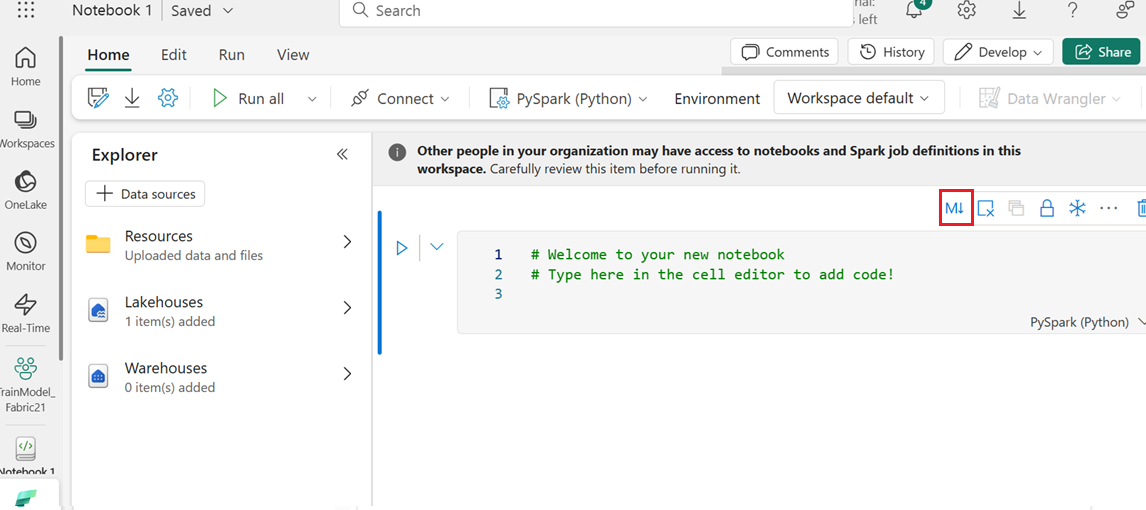 Notebook 1 Saved
Search
left
4
Home Edit Run View
Comments History Develop Share
Run all Connect PySpark (Python) Environment Workspace default Data Wrangler
Home
Workspaces
OneLake
Monitor
Real-Time
TrainModel_
Fabric21
Notebook 1
Explorer
Data sources
Resources
Uploaded data and files
Lakehouses
1 item(s) added
Warehouses
0 item(s) added
Other people in your organization may have access to notebooks and Spark job definitions in this
workspace. Carefully review this item before running it.
M↓
1 # Welcome to your new notebook
2 # Type here in the cell editor to add code!
3
PySpark (Python)